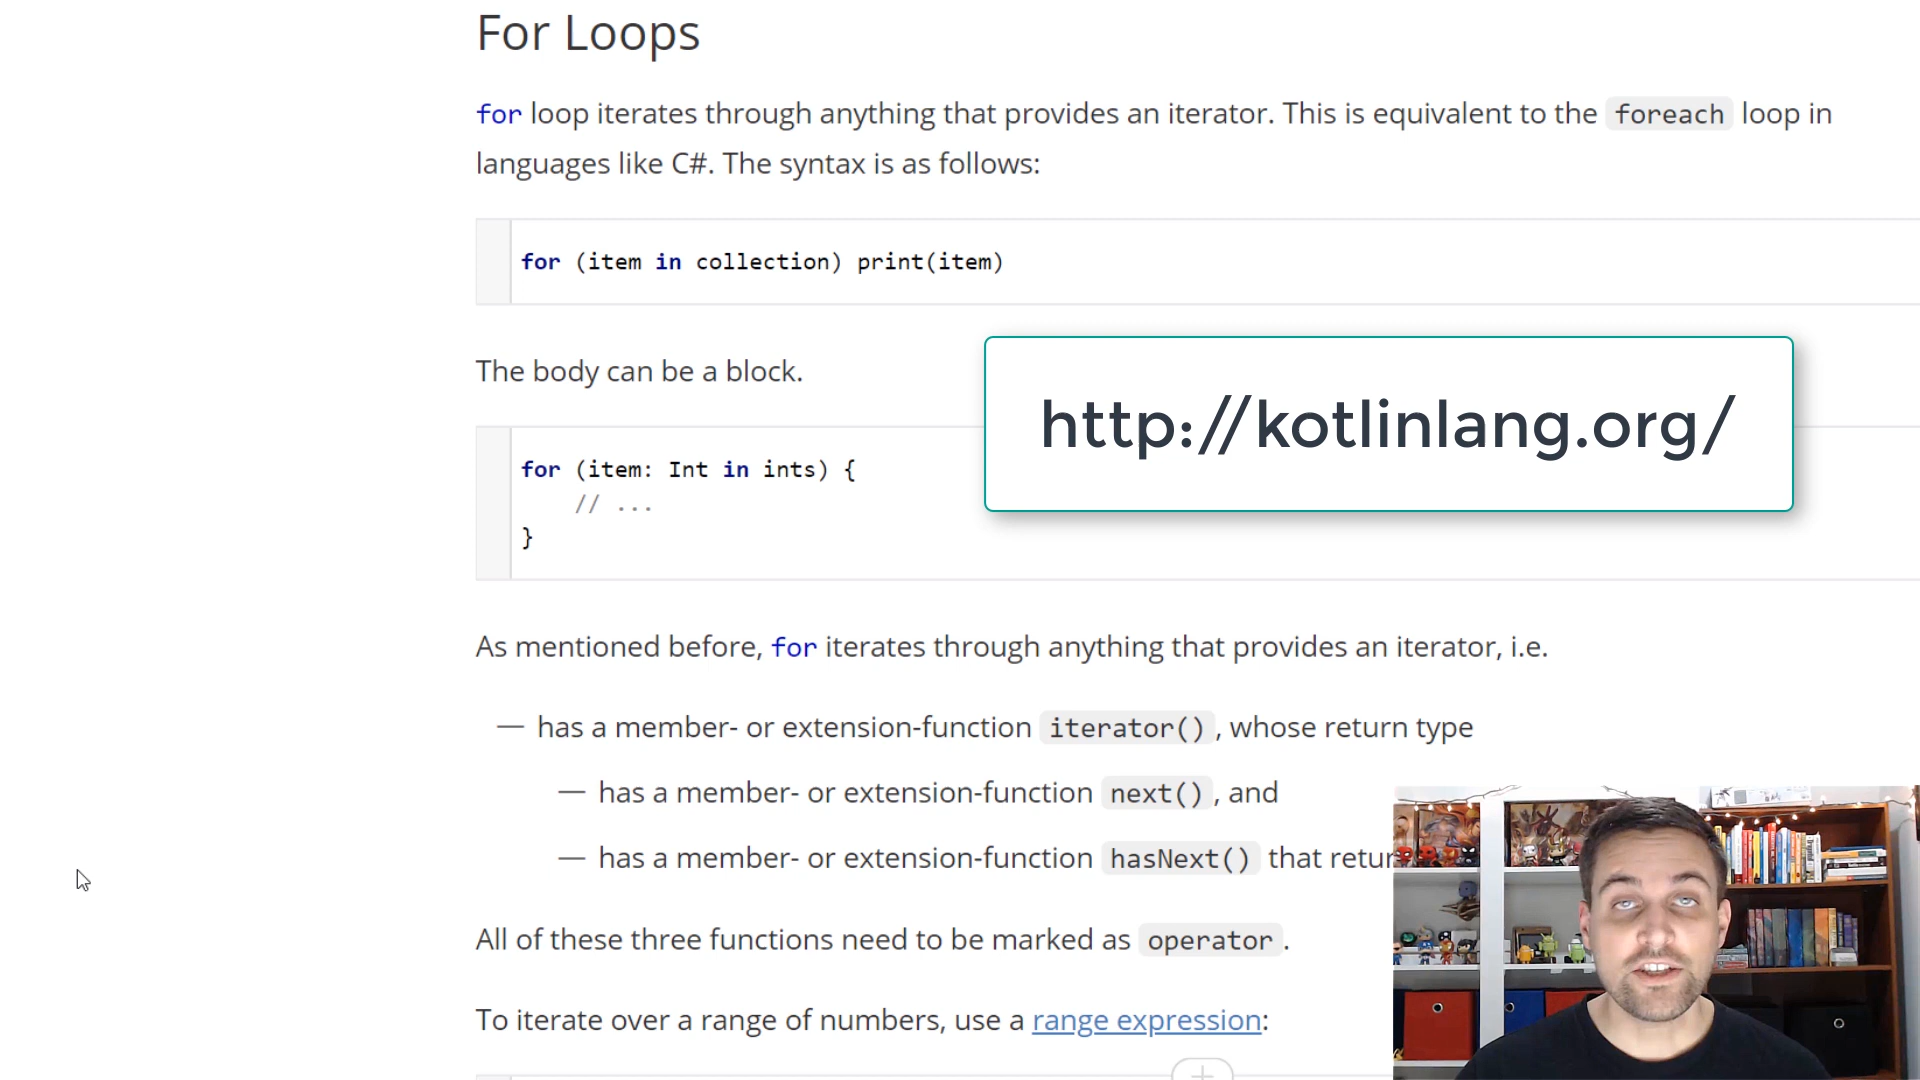 For Loops
for loop iterates through anything that provides an iterator. This is equivalent to the foreach loop in
languages like C#. The syntax is as follows:
for (item in collection) print(item)
The body can be a block.
http://kotlinlang.org/
for (item: Int in ints) {
// ...
}
As mentioned before, for iterates through anything that provides an iterator, i.e.
— has a member- or extension-function iterator(), whose return type
— has a member- or extension-function next(), and
— has a member- or extension-function hasNext() that retur
All of these three functions need to be marked as operator.
To iterate over a range of numbers, use a range expression: